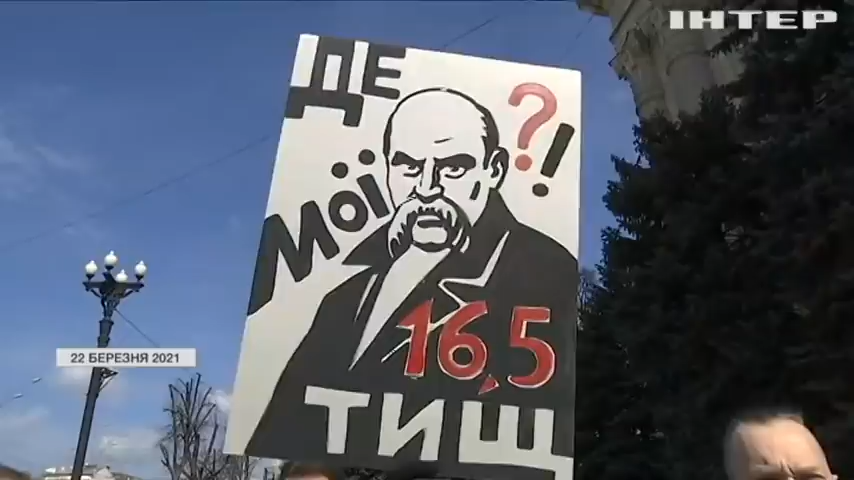 ІНТЕР
ДЕ
МОЇ
?!
16,5
ТИЩ
22 БЕРЕЗНЯ 2021